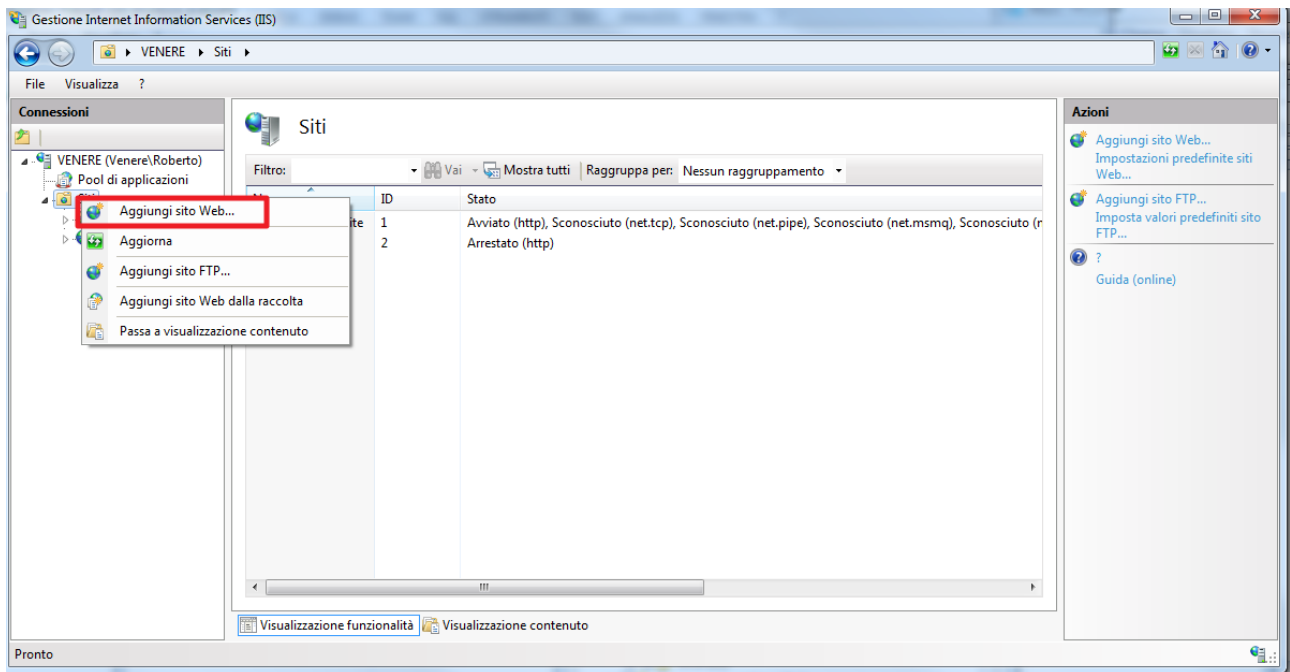 Gestione Internet Information Services (IIS)
VENERE Siti
File Visualizza ?
Connessioni
VENERE (Venere\Roberto)
Pool di applicazioni
Aggiungi sito Web...
Aggiorna
Aggiungi sito FTP...
Aggiungi sito Web dalla raccolta
Passa a visualizzazione contenuto
Siti
Filtro: Vai Mostra tutti Raggruppa per: Nessun raggruppamento
ID Stato
1 Avviato (http), Sconosciuto (net.tcp), Sconosciuto (net.pipe), Sconosciuto (net.msmq), Sconosciuto (
2 Arrestato (http)
Visualizzazione funzionalità Visualizzazione contenuto
Azioni
Aggiungi sito Web...
Impostazioni predefinite siti
Web...
Aggiungi sito FTP...
Imposta valori predefiniti sito
FTP...
?
Guida (online)
Pronto